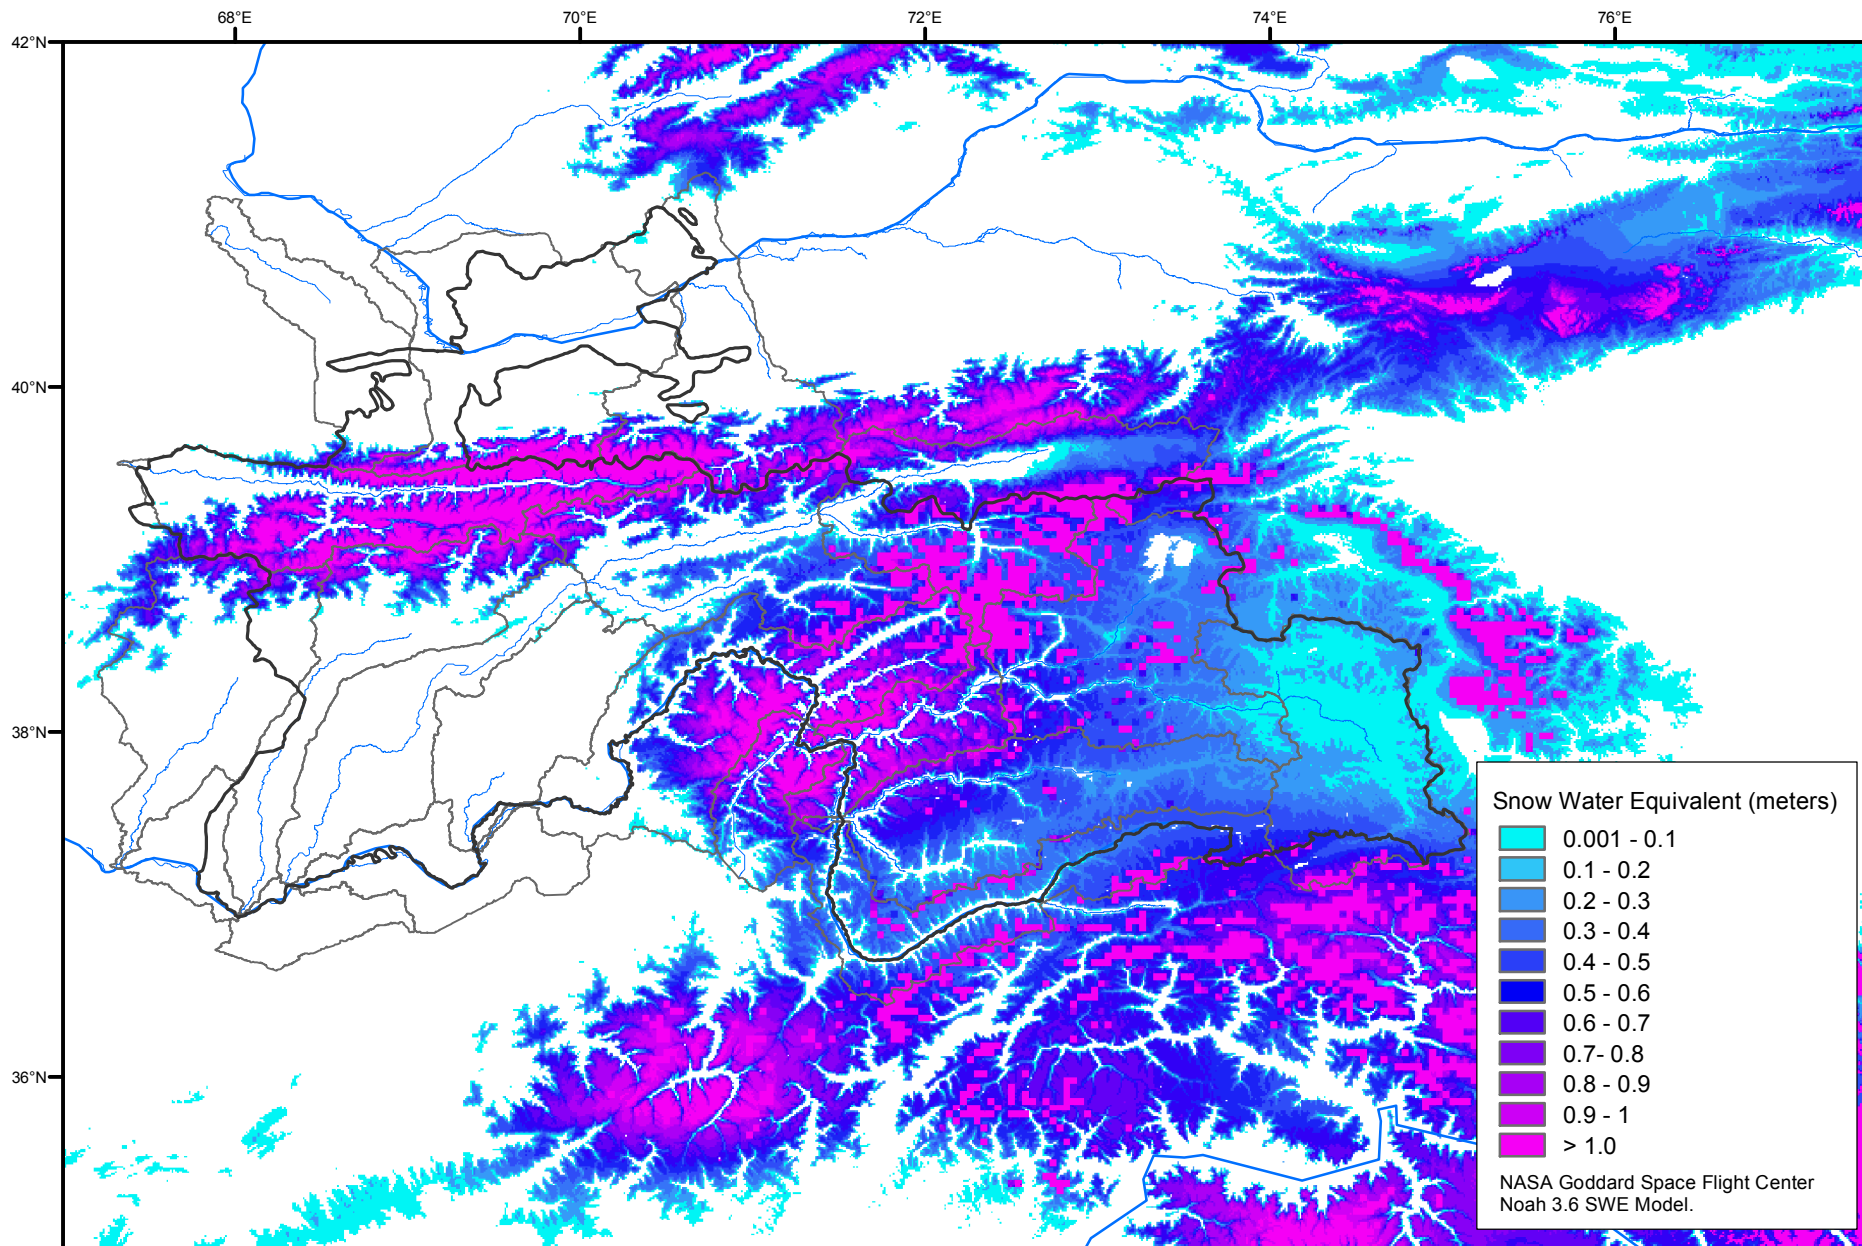 68°E
70°E
72°E
74°E
76°E
42°N
40°N
38°N
36°N
Snow Water Equivalent (meters)
0.001 - 0.1
0.1 - 0.2
0.2 - 0.3
0.3 - 0.4
0.4 - 0.5
0.5 - 0.6
0.6 - 0.7
0.7- 0.8
0.8 - 0.9
0.9 - 1
> 1.0
NASA Goddard Space Flight Center
Noah 3.6 SWE Model.